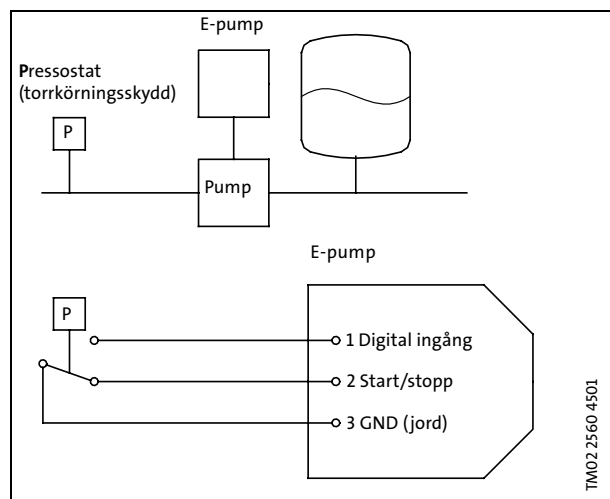 E-pump
Pressostat
(torrkörningsskydd)
P
Pump
E-pump
P
1 Digital ingång
2 Start/stopp
3 GND (jord)
TM02 2560 4501